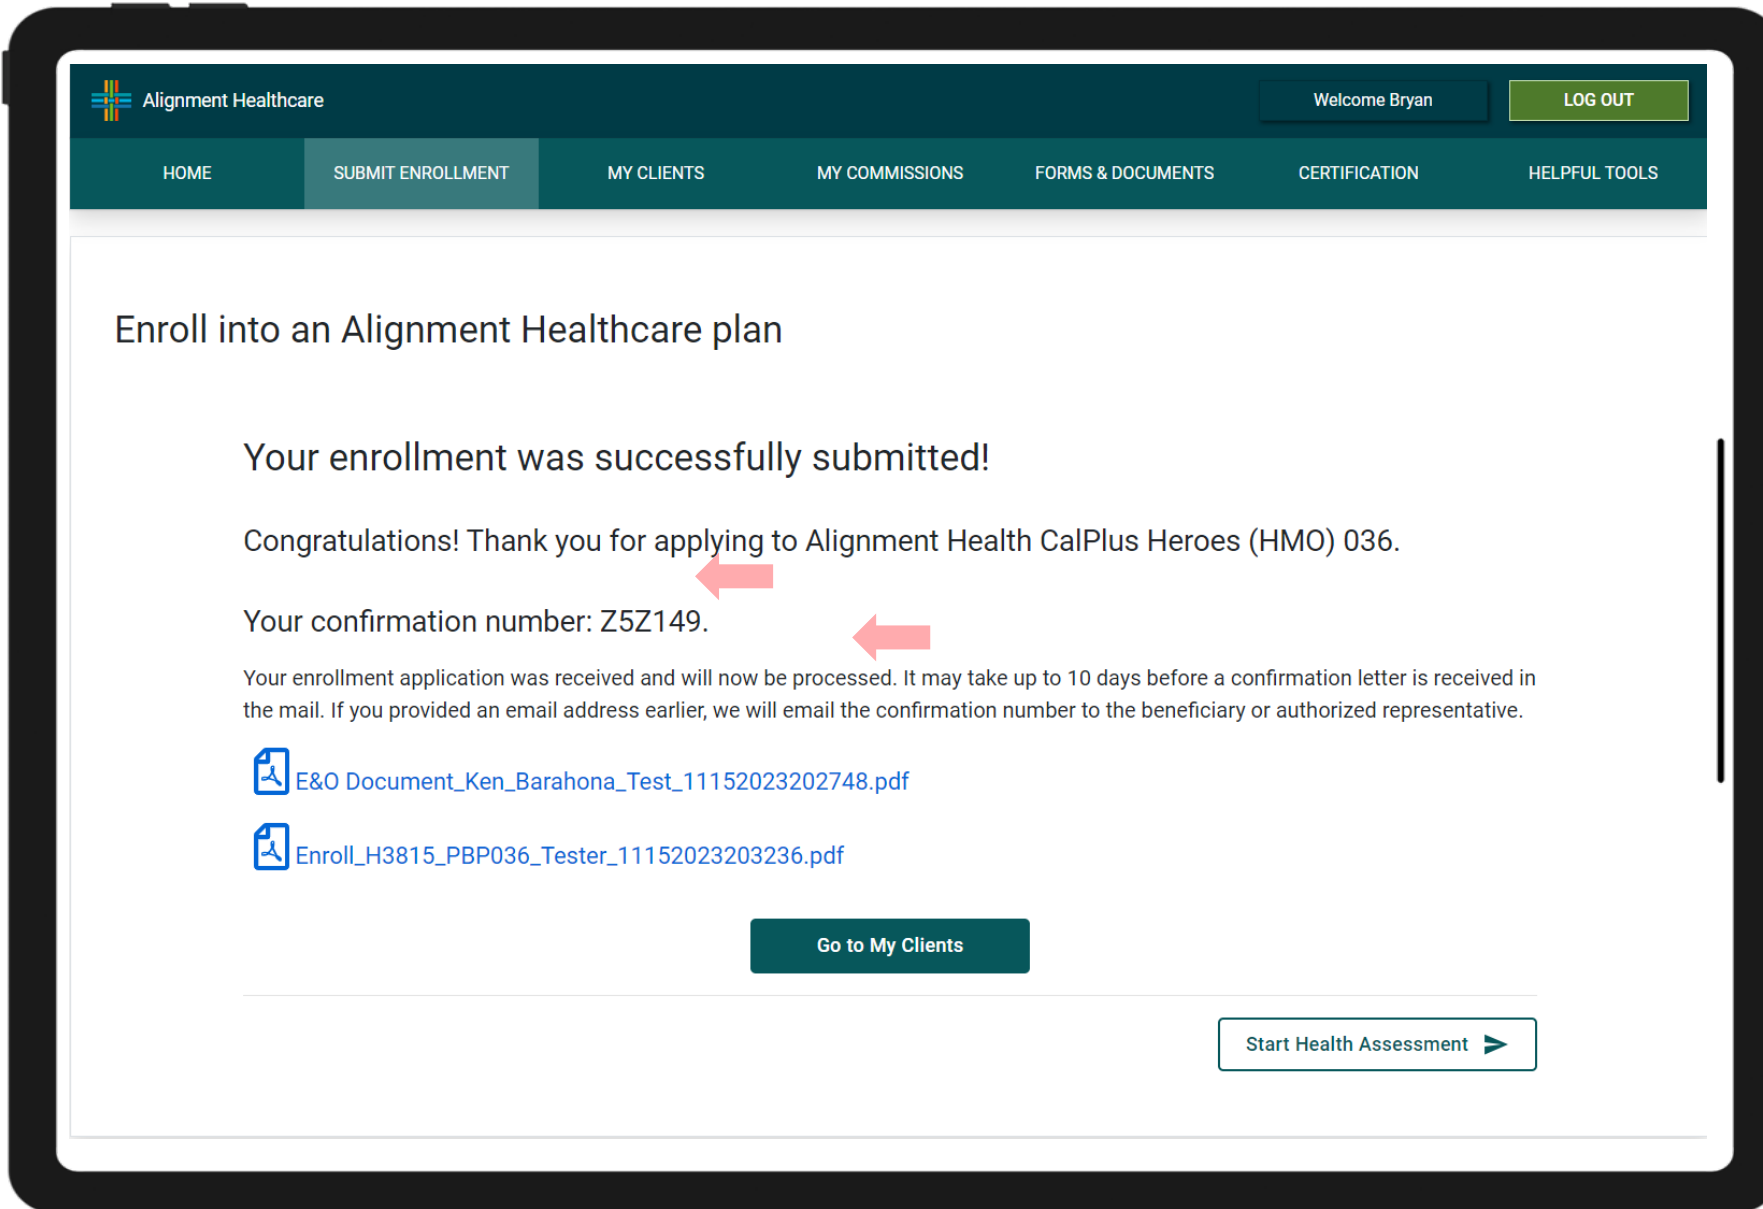 Alignment Healthcare
Welcome Bryan
LOG OUT
HOME
SUBMIT ENROLLMENT
MY CLIENTS
MY COMMISSIONS
FORMS & DOCUMENTS
CERTIFICATION
HELPFUL TOOLS
Enroll into an Alignment Healthcare plan
Your enrollment was successfully submitted!
Congratulations! Thank you for applying to Alignment Health CalPlus Heroes (HMO) 036.
Your confirmation number: Z5Z149.
Your enrollment application was received and will now be processed. It may take up to 10 days before a confirmation letter is received in
the mail. If you provided an email address earlier, we will email the confirmation number to the beneficiary or authorized representative.
E&O Document_Ken_Barahona_Test_11152023202748.pdf
Enroll_H3815_PBP036_Tester_11152023203236.pdf
Go to My Clients
Start Health Assessment